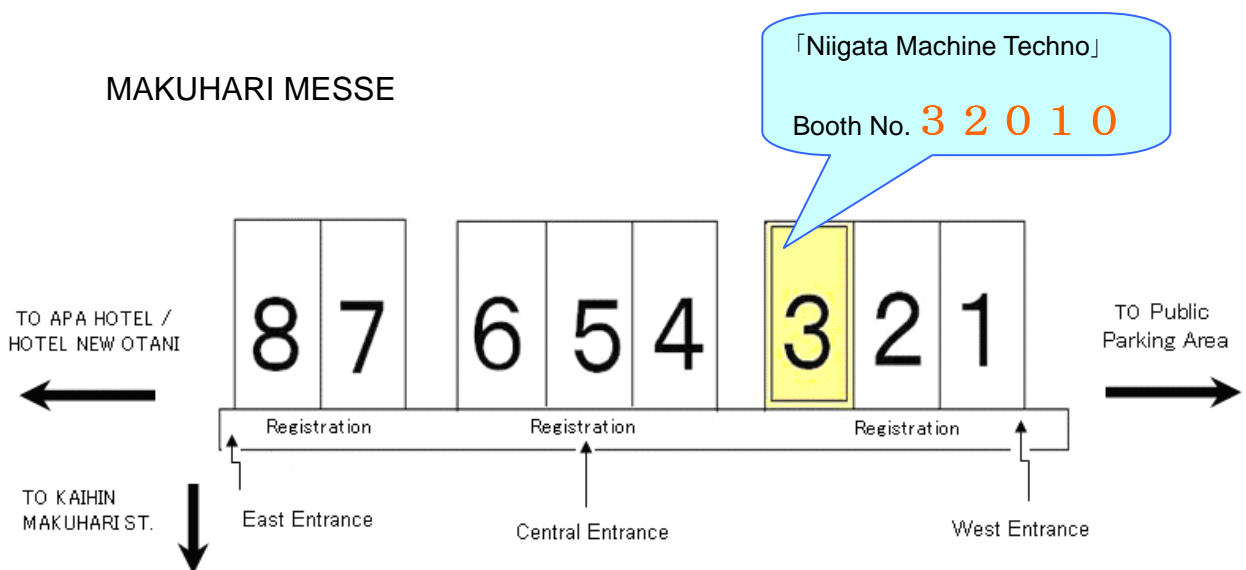 「Niigata Machine Techno」
MAKUHARI MESSE
Booth No. ３２０１０
8 7 6 5 4 3 2 1
TO APA HOTEL /
HOTEL NEW OTANI
TO Public
Parking Area
Registration Registration Registration
TO KAIHIN
MAKUHARI ST.
East Entrance
Central Entrance
West Entrance